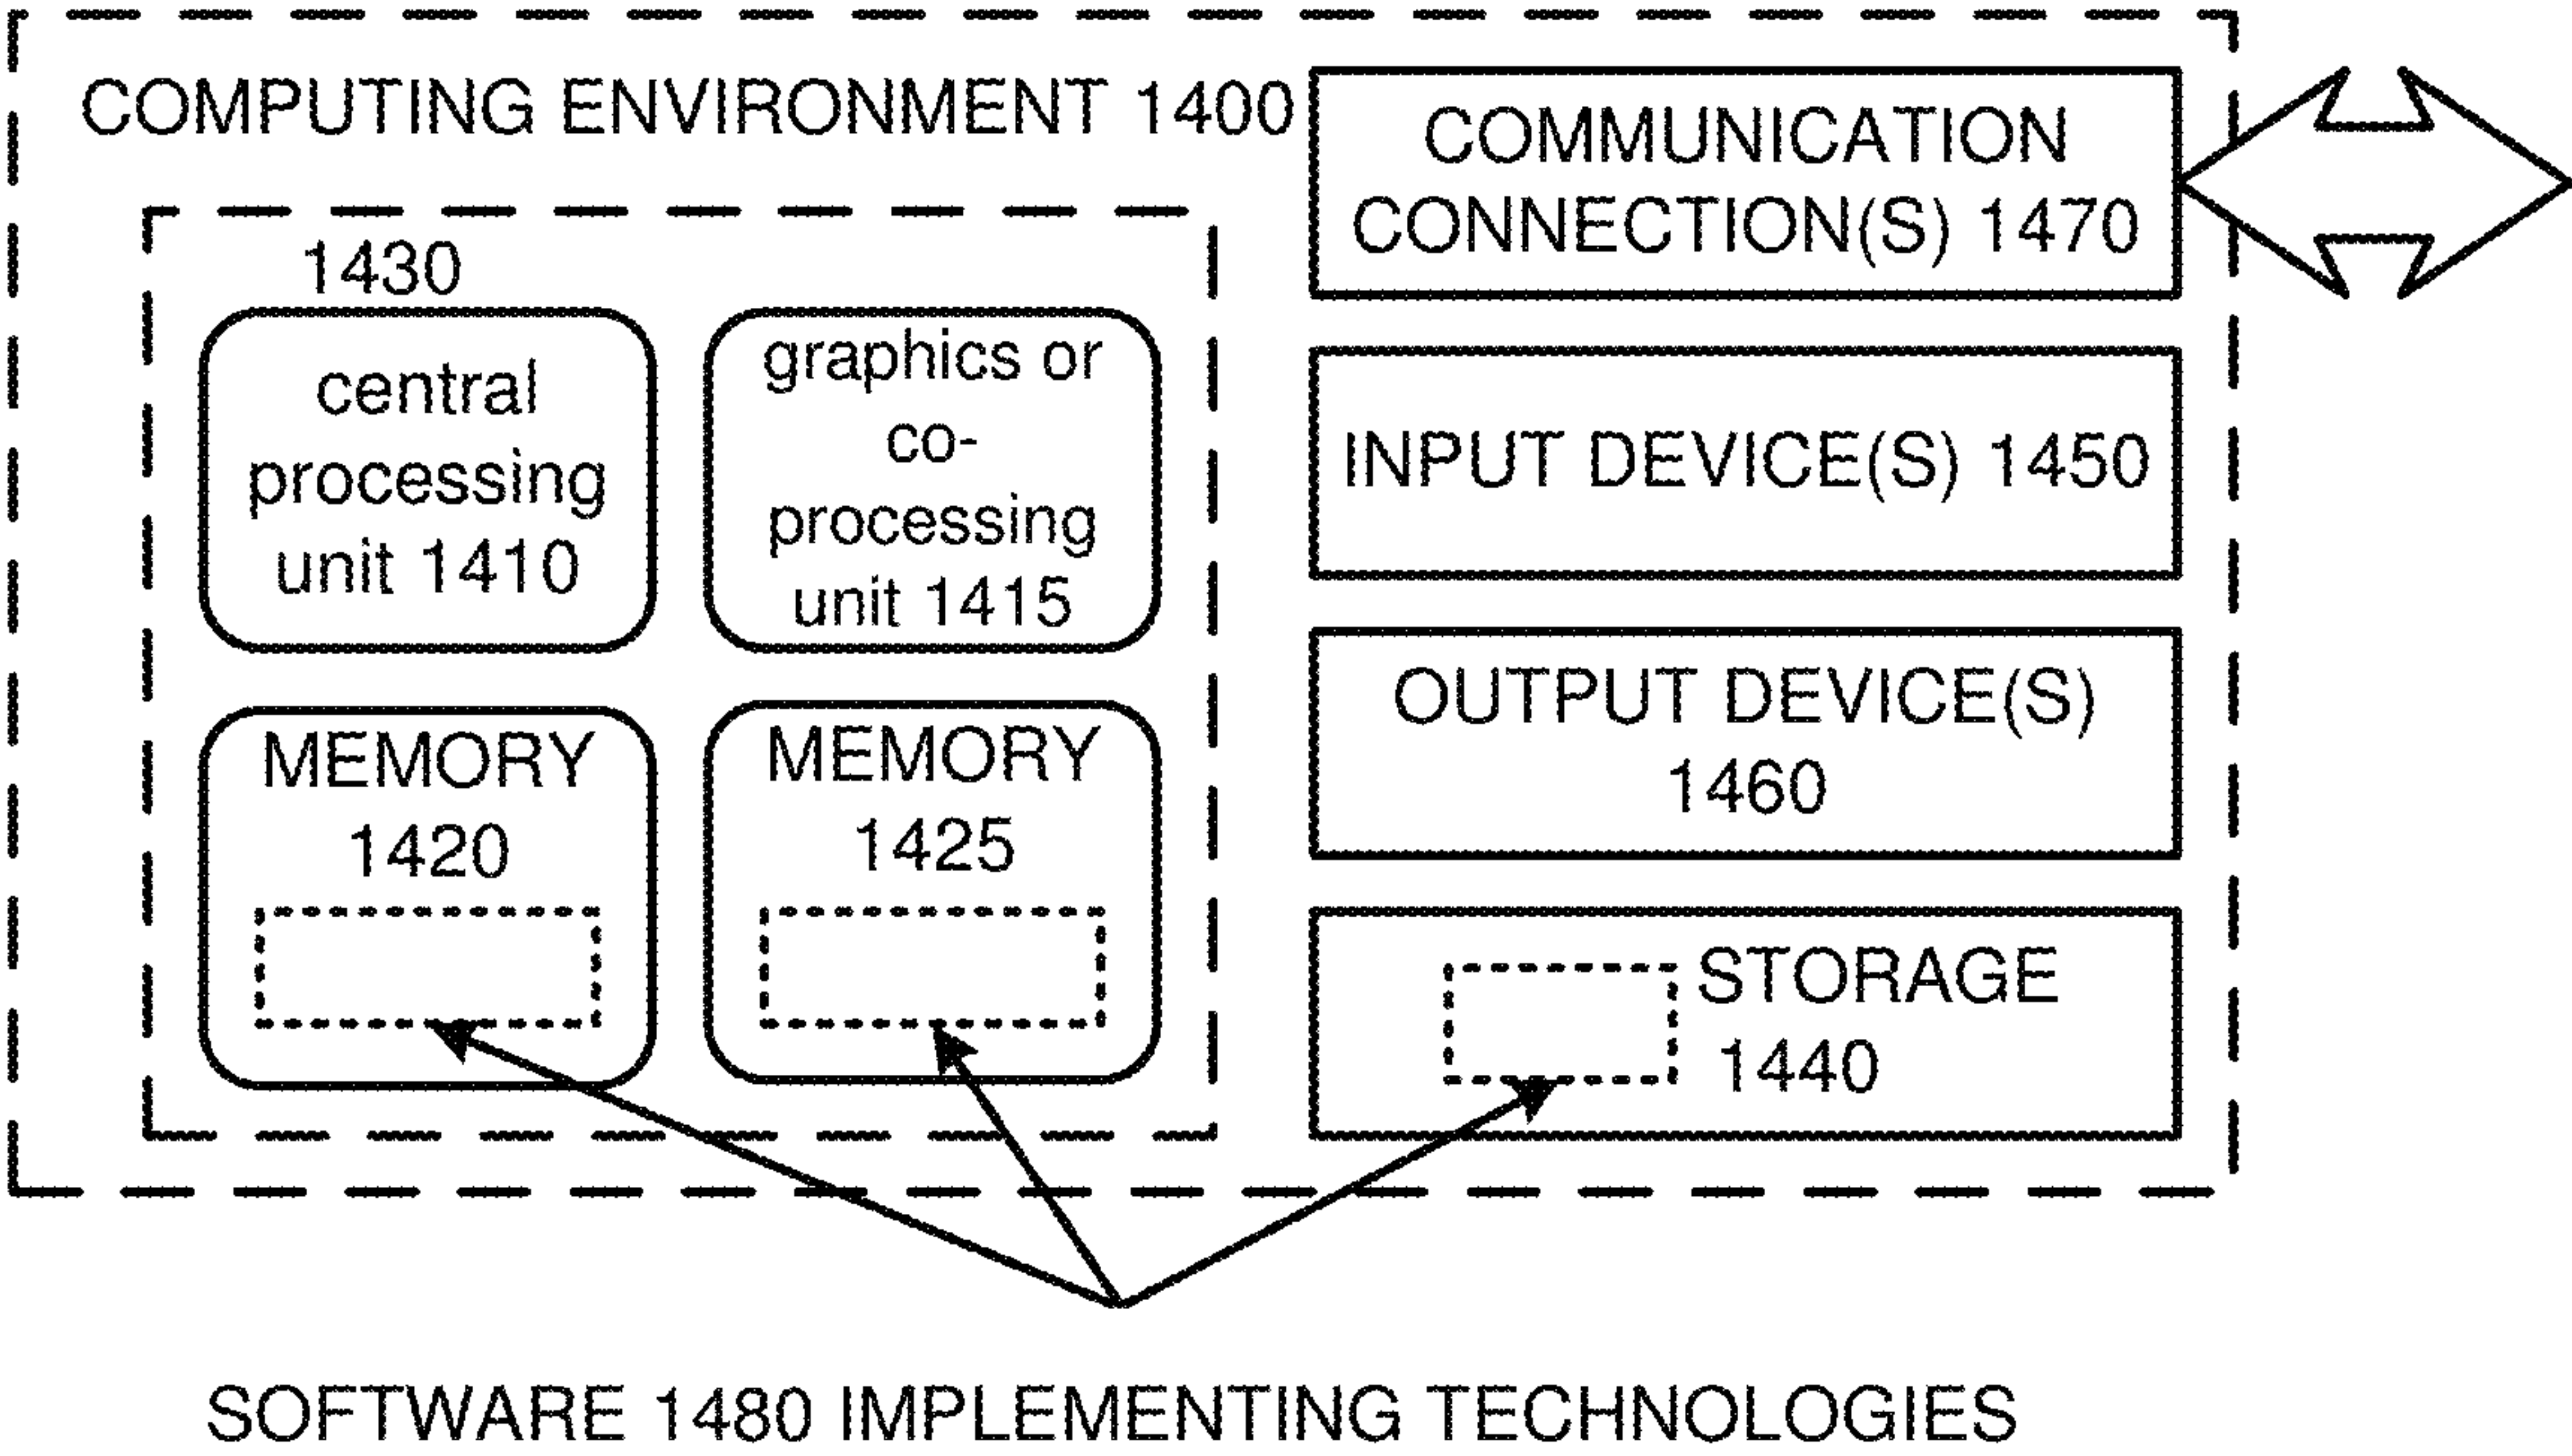 COMPUTING ENVIRONMENT 1400
COMMUNICATION
CONNECTION(S) 1470
1430
central
processing
unit 1410
graphics or
co-
processing
unit 1415
INPUT DEVICE(S) 1450
OUTPUT DEVICE(S)
1460
MEMORY
1420
MEMORY
1425
STORAGE
1440
SOFTWARE 1480 IMPLEMENTING TECHNOLOGIES